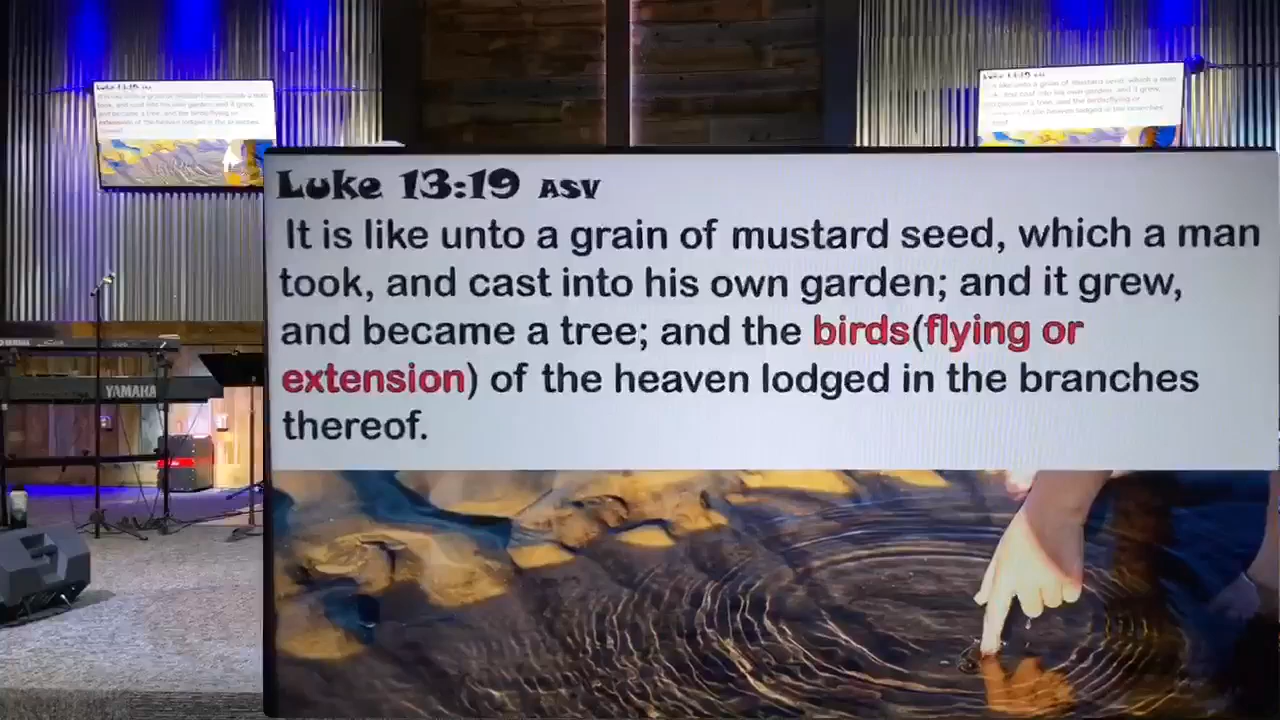 Luke 13:19 ASV
It is like unto a grain of mustard seed, which a man
took, and cast into his own garden; and it grew,
and became a tree; and the birds(flying or
extension) of the heaven lodged in the branches
thereof.
YAMAHA